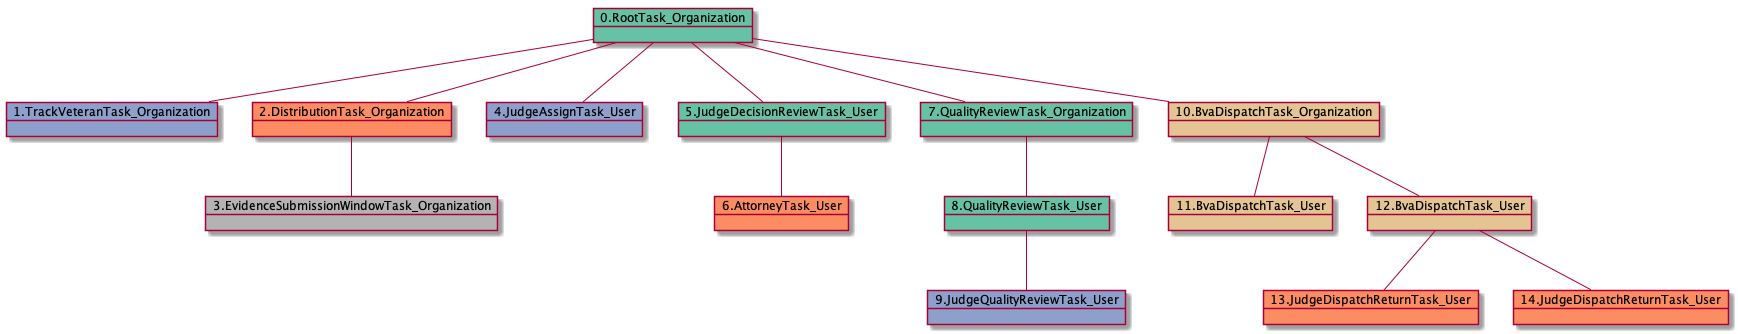 0.RootTask_Organization
1.TrackVeteranTask_Organization
2.DistributionTask_Organization
4.JudgeAssignTask_User
5.JudgeDecisionReviewTask_User
7.QualityReviewTask_Organization
10.BvaDispatchTask_Organization
3.EvidenceSubmissionWindowTask_Organization
6.AttorneyTask_User
8.QualityReviewTask_User
11.BvaDispatchTask_User
12.BvaDispatchTask_User
9.JudgeQualityReviewTask_User
13.JudgeDispatchReturnTask_User
14.JudgeDispatchReturnTask_User